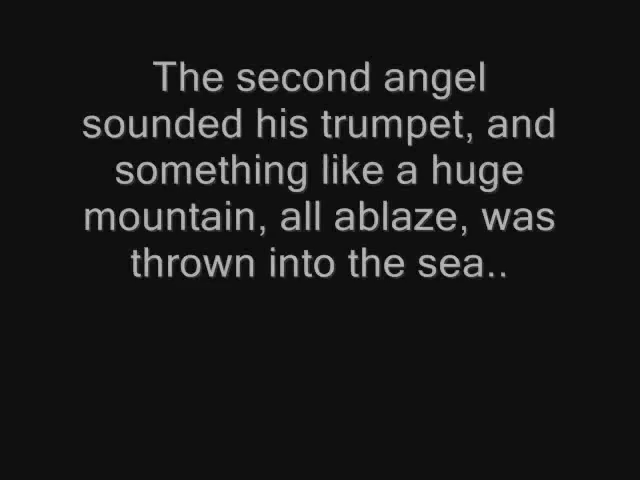 The second angel
sounded his trumpet, and
something like a huge
mountain, all ablaze, was
thrown into the sea..